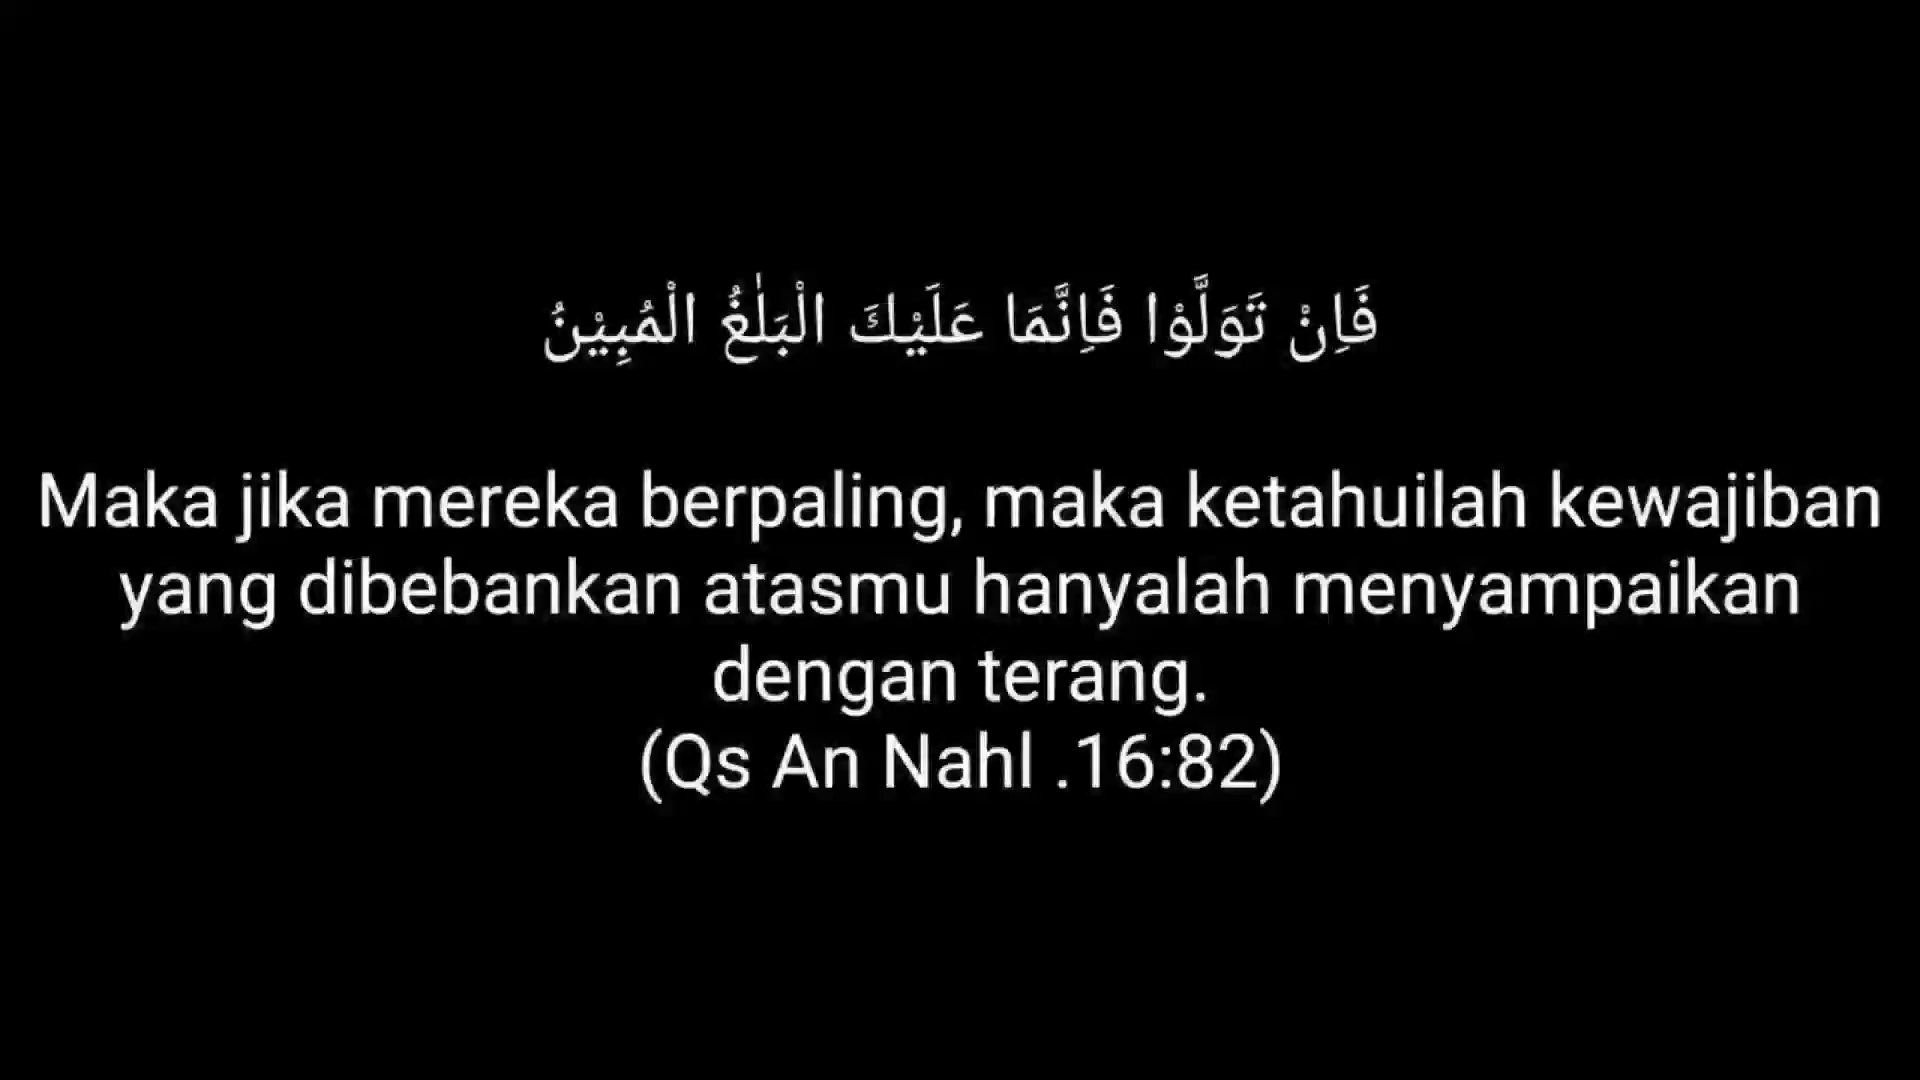 فَاِنْ تَوَلَّوْا فَاِنَّمَا عَلَيْكَ الْبَلٰغُ الْمُبِيْنُ
Maka jika mereka berpaling, maka ketahuilah kewajiban
yang dibebankan atasmu hanyalah menyampaikan
dengan terang.
(Qs An Nahl .16:82)